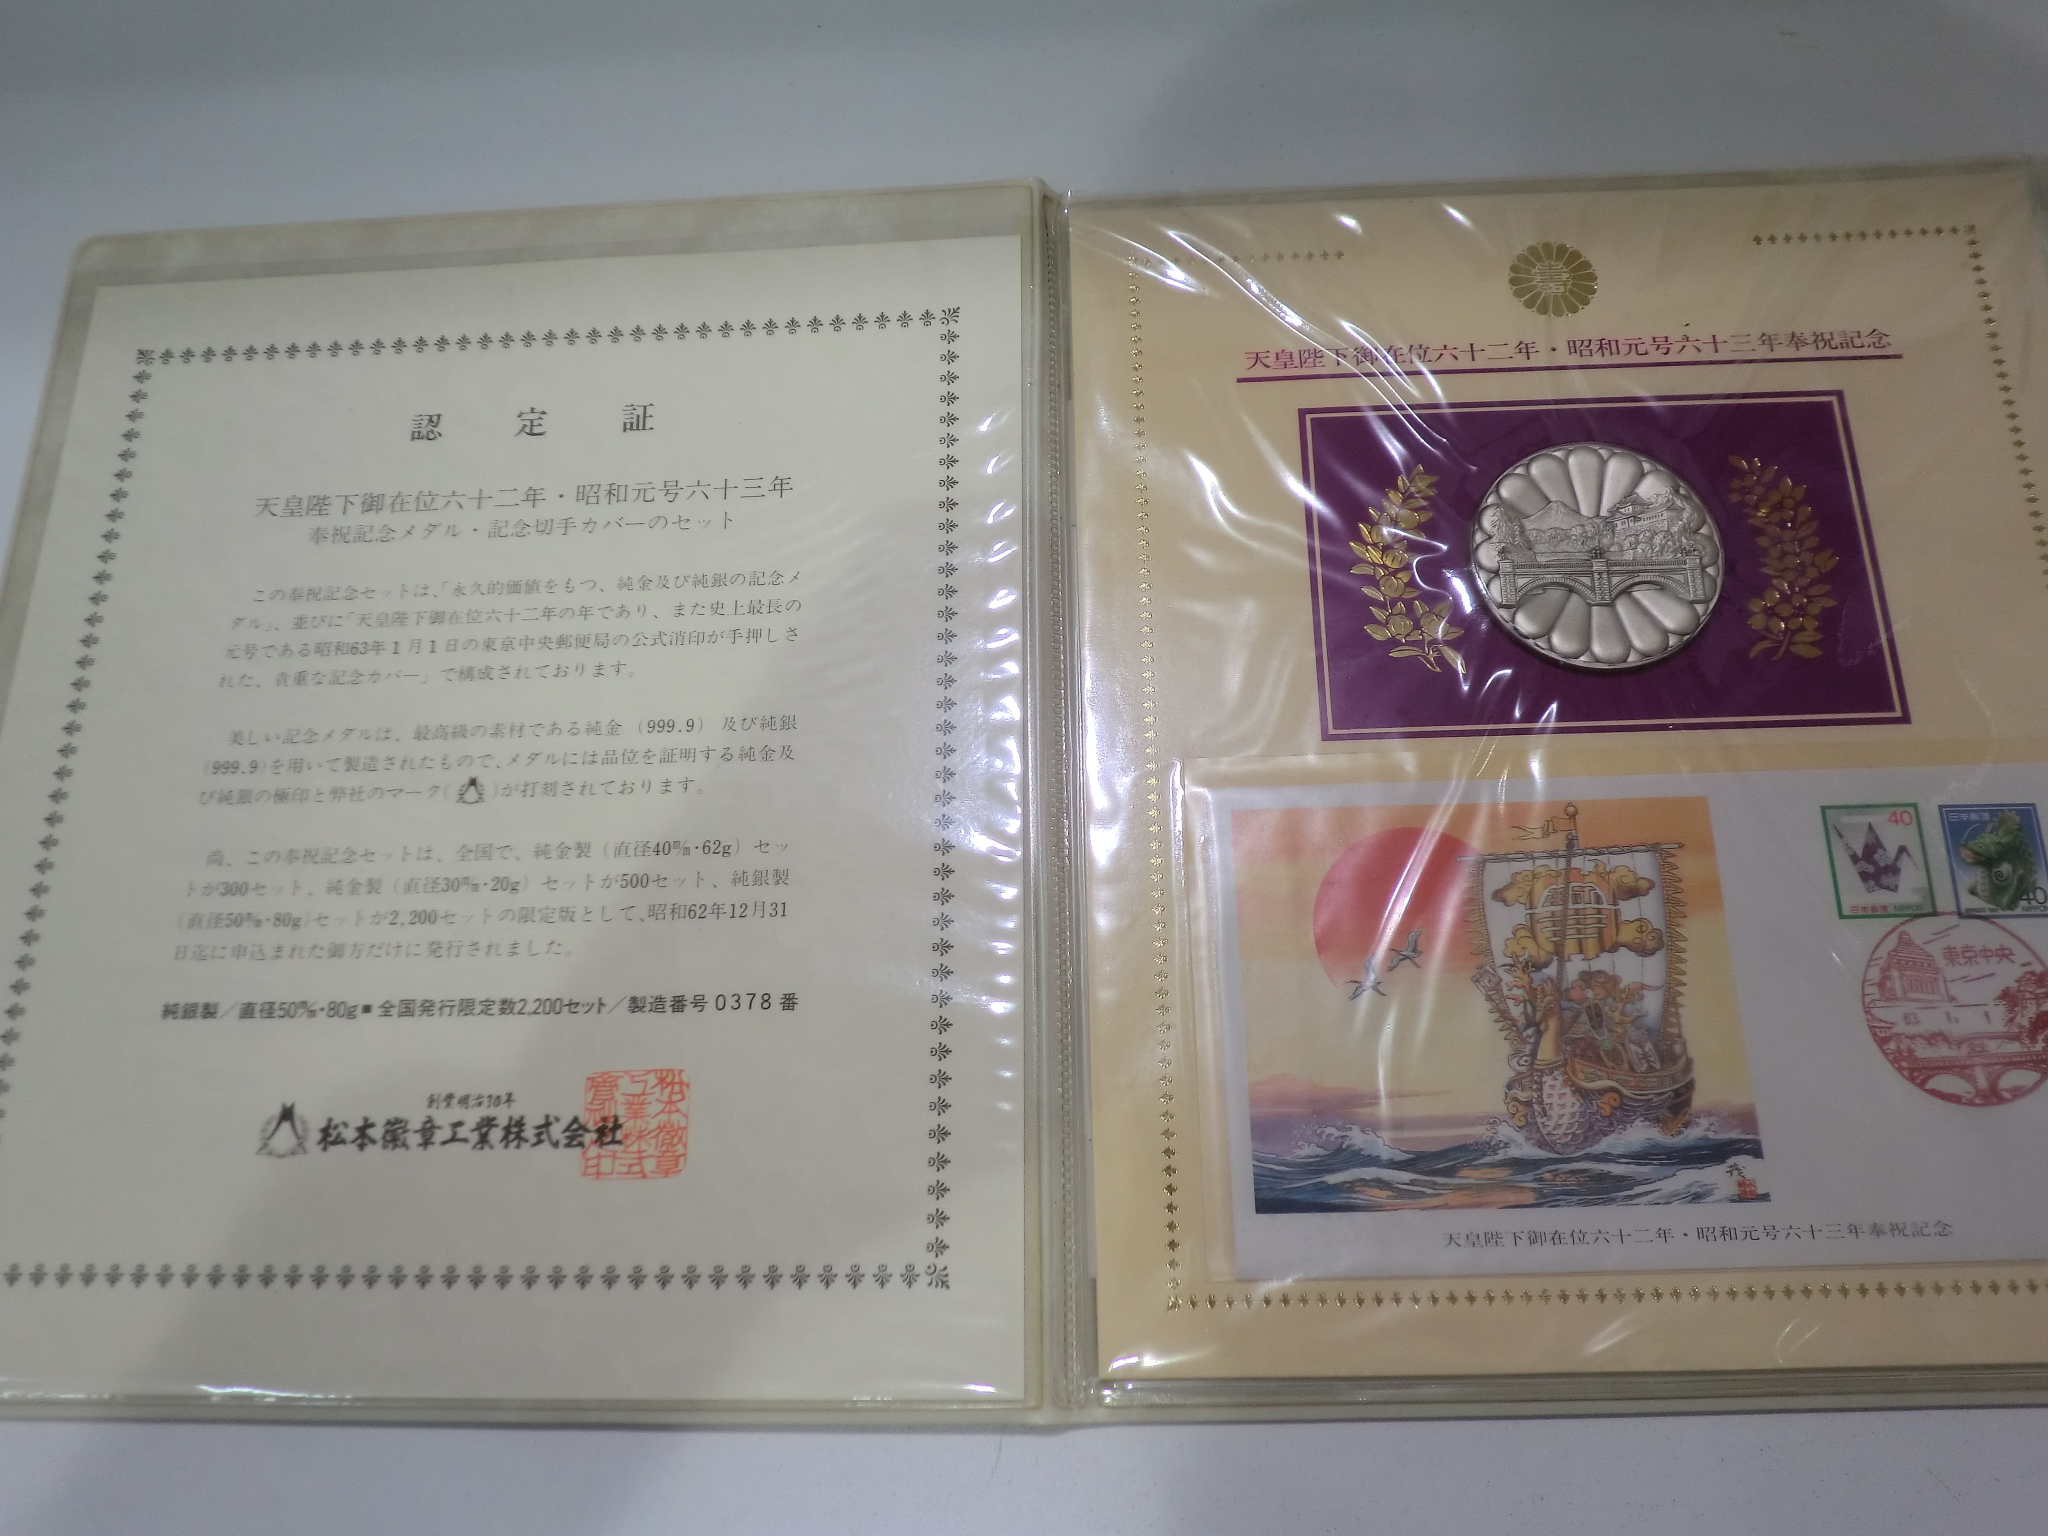 認定証
天皇陛下御在位六十二年・昭和元号六十三年
奉祝記念メダル・記念切手カバーのセット
この奉祝記念セットは、「永久的価値をもつ、純金及び純銀の記念メ
ダル」、並びに「天皇陛下御在位六十二年の年であり、また史上最長の
元号である昭和63年1月1日の東京中央郵便局の公式消印が手押しさ
れた、貴重な記念カバー」で構成されております。
美しい記念メダルは、最高級の素材である純金 (999.9) 及び純銀
(999.9)を用いて製造されたもので、メダルには品位を証明する純金及
び純銀の極印と弊社のマーク( )が打刻されております。
尚、この奉祝記念セットは、全国で、純金製(直径40㎜・62g)セッ
トが300セット、純金製(直径30㎜・20g)セットが500セット、純銀製
(直径50㎜・80g)セットが2,200セットの限定版として、昭和62年12月31
日迄に申込まれた御方だけに発行されました。
純銀製/直径50㎜・80g■全国発行限定数2,200セット/製造番号0378番
創業明治30年
松本徽章工業株式会社
天皇陛下御在位六十二年・昭和元号六十三年奉祝記念
40
日本郵便 NIPPON
日本郵便
40
NIPPON
東京中央
63. 1. 1
茂
天皇陛下御在位六十二年・昭和元号六十三年奉祝記念